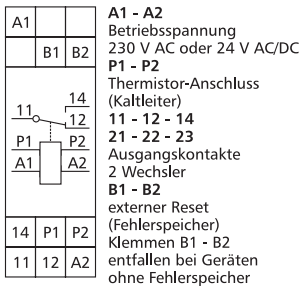 A1
B1 B2
14
11
12
P1 P2
A1 A2
14 P1 P2
11 12 A2
A1 - A2
Betriebsspannung
230 V AC oder 24 V AC/DC
P1 - P2
Thermistor-Anschluss
(Kaltleiter)
11 - 12 - 14
21 - 22 - 23
Ausgangskontakte
2 Wechsler
B1 - B2
externer Reset
(Fehlerspeicher)
Klemmen B1 - B2
entfallen bei Geräten
ohne Fehlerspeicher